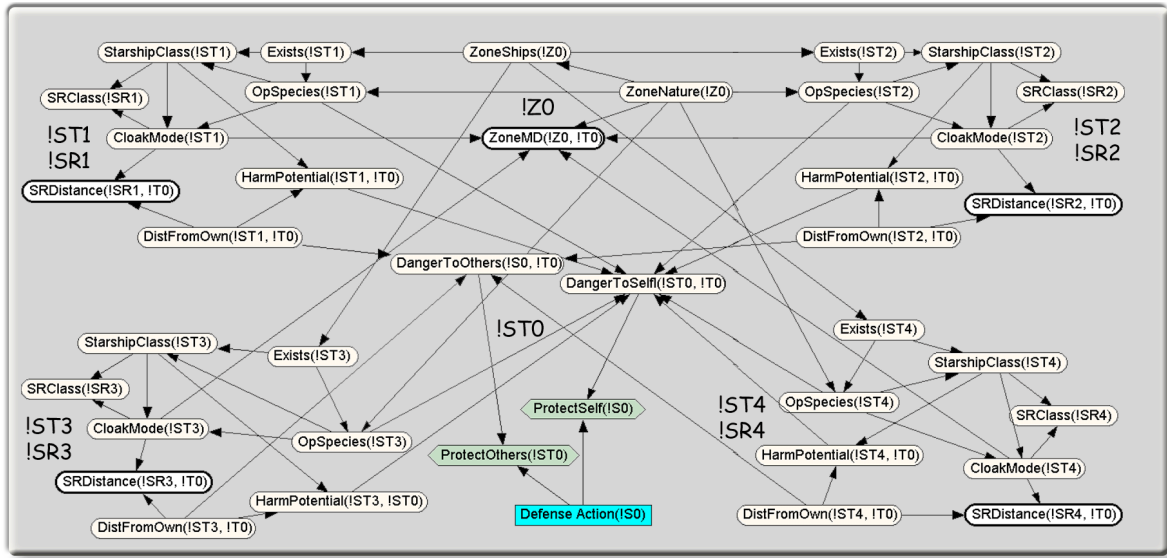 StarshipClass(!ST1) Exists(!ST1) ZoneShips(!Z0) Exists(!ST2) StarshipClass(!ST2)
SRClass(!SR1) OpSpecies(!ST1) ZoneNature(!Z0) OpSpecies(!ST2) SRClass(!SR2)
!Z0
!ST1
!SR1
!ST2
!SR2
CloakMode(!ST1) ZoneMD(!Z0, !T0) CloakMode(!ST2)
SRDistance(!SR1, !T0) HarmPotential(!ST1, !T0) HarmPotential(!ST2, !T0) SRDistance(!SR2, !T0)
DistFromOwn(!ST1, !T0) DistFromOwn(!ST2, !T0)
DangerToOthers(!S0, !T0) DangerToSelfl(!ST0, !T0)
!ST0
StarshipClass(!ST3) Exists(!ST3) Exists(!ST4) StarshipClass(!ST4)
SRClass(!SR3) ProtectSelf(!S0) OpSpecies(!ST4) SRClass(!SR4)
!ST3
!SR3
!ST4
!SR4
CloakMode(!ST3) OpSpecies(!ST3) ProtectOthers(!ST0) HarmPotential(!ST4, !T0) CloakMode(!ST4)
SRDistance(!SR3, !T0) HarmPotential(!ST3, !ST0)
DistFromOwn(!ST3, !T0) Defense Action(!S0) DistFromOwn(!ST4, !T0) SRDistance(!SR4, !T0)